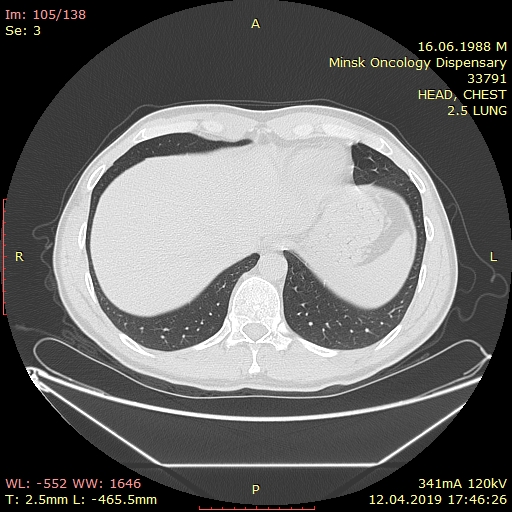 Im: 105/138
Se: 3
A
16.06.1988 M
Minsk Oncology Dispensary
33791
HEAD, CHEST
2.5 LUNG
R
L
WL: -552 WW: 1646
T: 2.5mm L: -465.5mm
P
341mA 120kV
12.04.2019 17:46:26